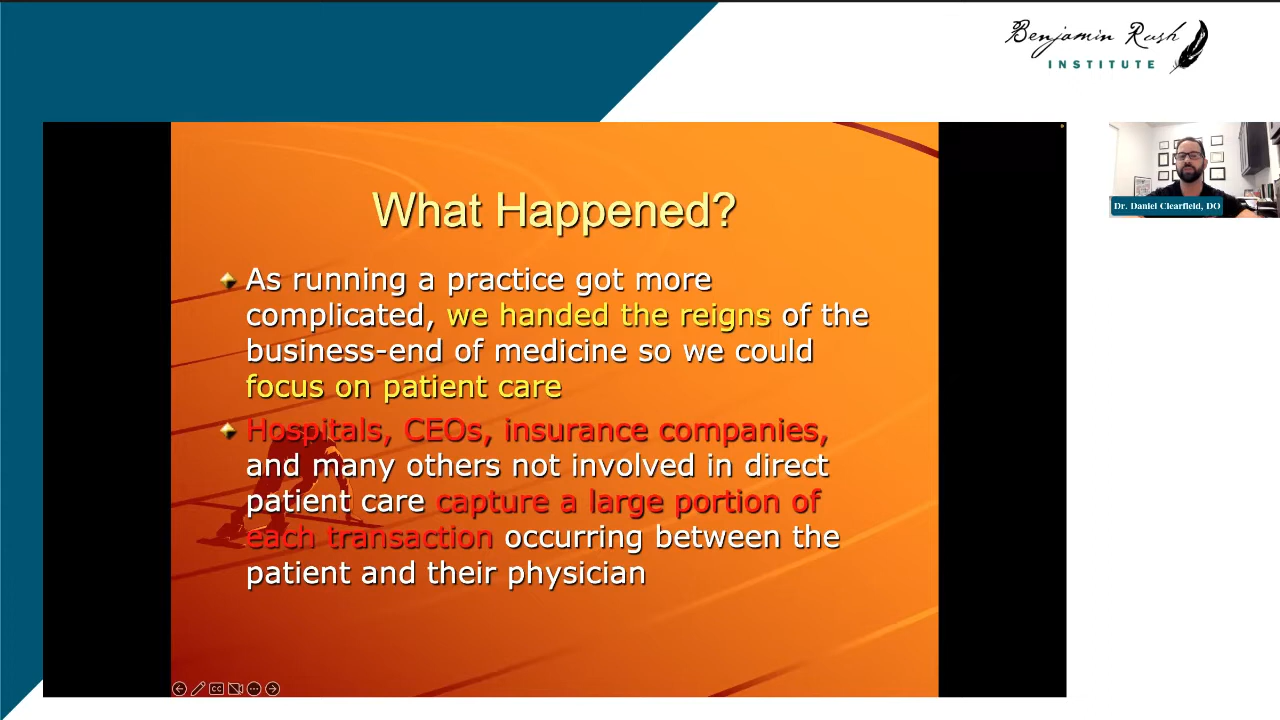 Benjamin Rush
INSTITUTE
What Happened?
As running a practice got more
complicated, we handed the reigns of the
business-end of medicine so we could
focus on patient care
Hospitals, CEOs, insurance companies,
and many others not involved in direct
patient care capture a large portion of
each transaction occurring between the
patient and their physician
Dr. Daniel Clearfield, DO
CC